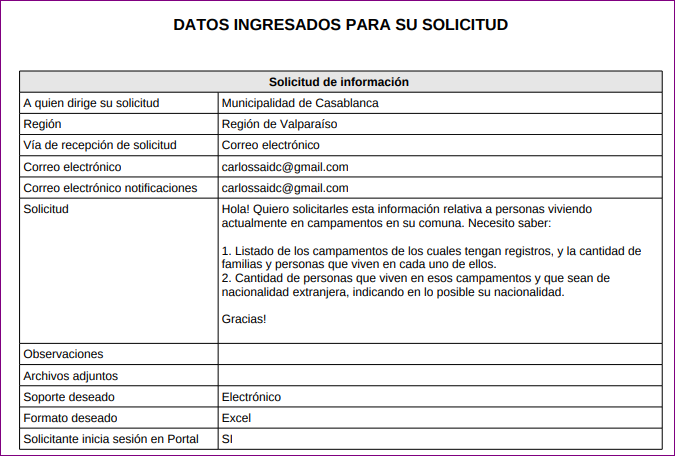 DATOS INGRESADOS PARA SU SOLICITUD
Solicitud de información
A quien dirige su solicitud Municipalidad de Casablanca
Región Región de Valparaíso
Vía de recepción de solicitud Correo electrónico
Correo electrónico carlossaidc@gmail.com
Correo electrónico notificaciones carlossaidc@gmail.com
Solicitud Hola! Quiero solicitarles esta información relativa a personas viviendo
actualmente en campamentos en su comuna. Necesito saber:
1. Listado de los campamentos de los cuales tengan registros, y la cantidad de
familias y personas que viven en cada uno de ellos.
2. Cantidad de personas que viven en esos campamentos y que sean de
nacionalidad extranjera, indicando en lo posible su nacionalidad.
Gracias!
Observaciones
Archivos adjuntos
Soporte deseado Electrónico
Formato deseado Excel
Solicitante inicia sesión en Portal SI